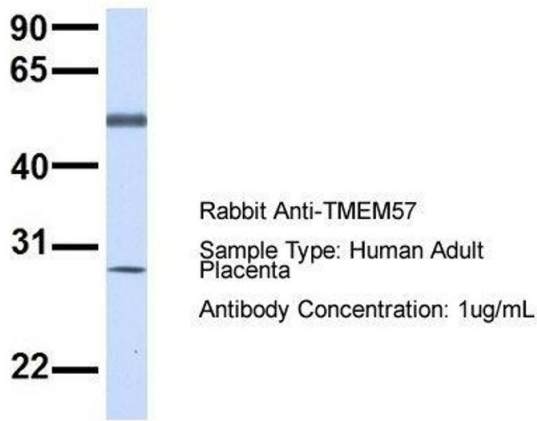 90
65
40
31
22
Rabbit Anti-TMEM57
Sample Type: Human Adult
Placenta
Antibody Concentration: 1ug/mL